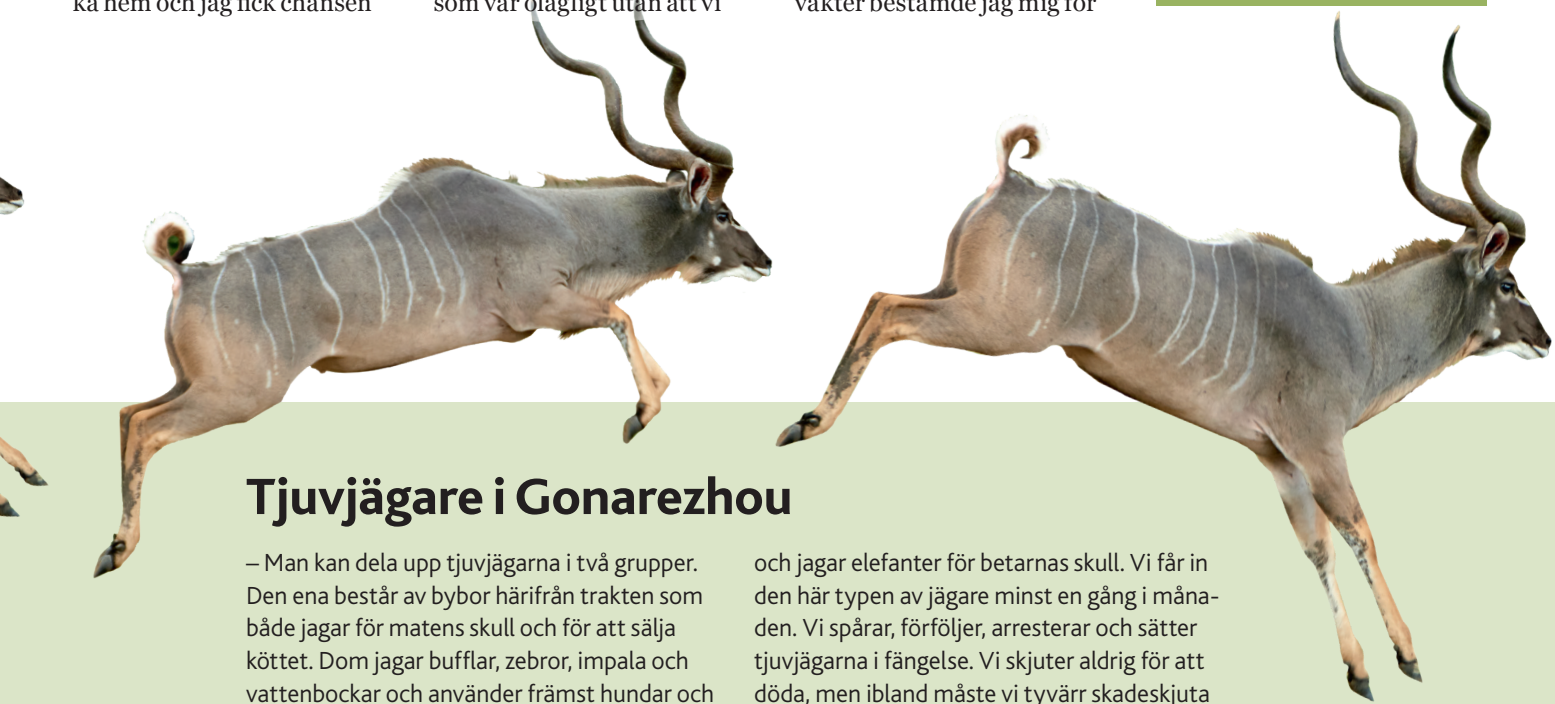 ka hem och jag fick chansen
som var olagligt utan att vi
vakter bestämde jag mig för
Tjuvjägare i Gonarezhou
– Man kan dela upp tjuvjägarna i två grupper.
Den ena består av bybor härifrån trakten som
både jagar för matens skull och för att sälja
köttet. Dom jagar bufflar, zebror, impala och
vattenbockar och använder främst hundar och
och jagar elefanter för betarnas skull. Vi får in
den här typen av jägare minst en gång i måna-
den. Vi spårar, förföljer, arresterar och sätter
tjuvjägarna i fängelse. Vi skjuter aldrig för att
döda, men ibland måste vi tyvärr skadeskjuta